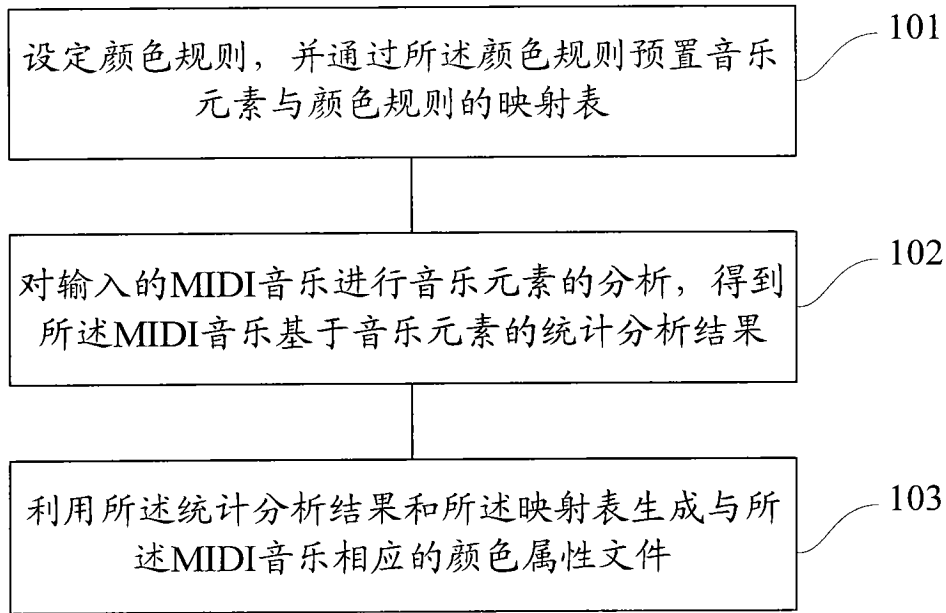 设定颜色规则，并通过所述颜色规则预置音乐
元素与颜色规则的映射表
101
对输入的MIDI音乐进行音乐元素的分析，得到
所述MIDI音乐基于音乐元素的统计分析结果
102
利用所述统计分析结果和所述映射表生成与所
述MIDI音乐相应的颜色属性文件
103